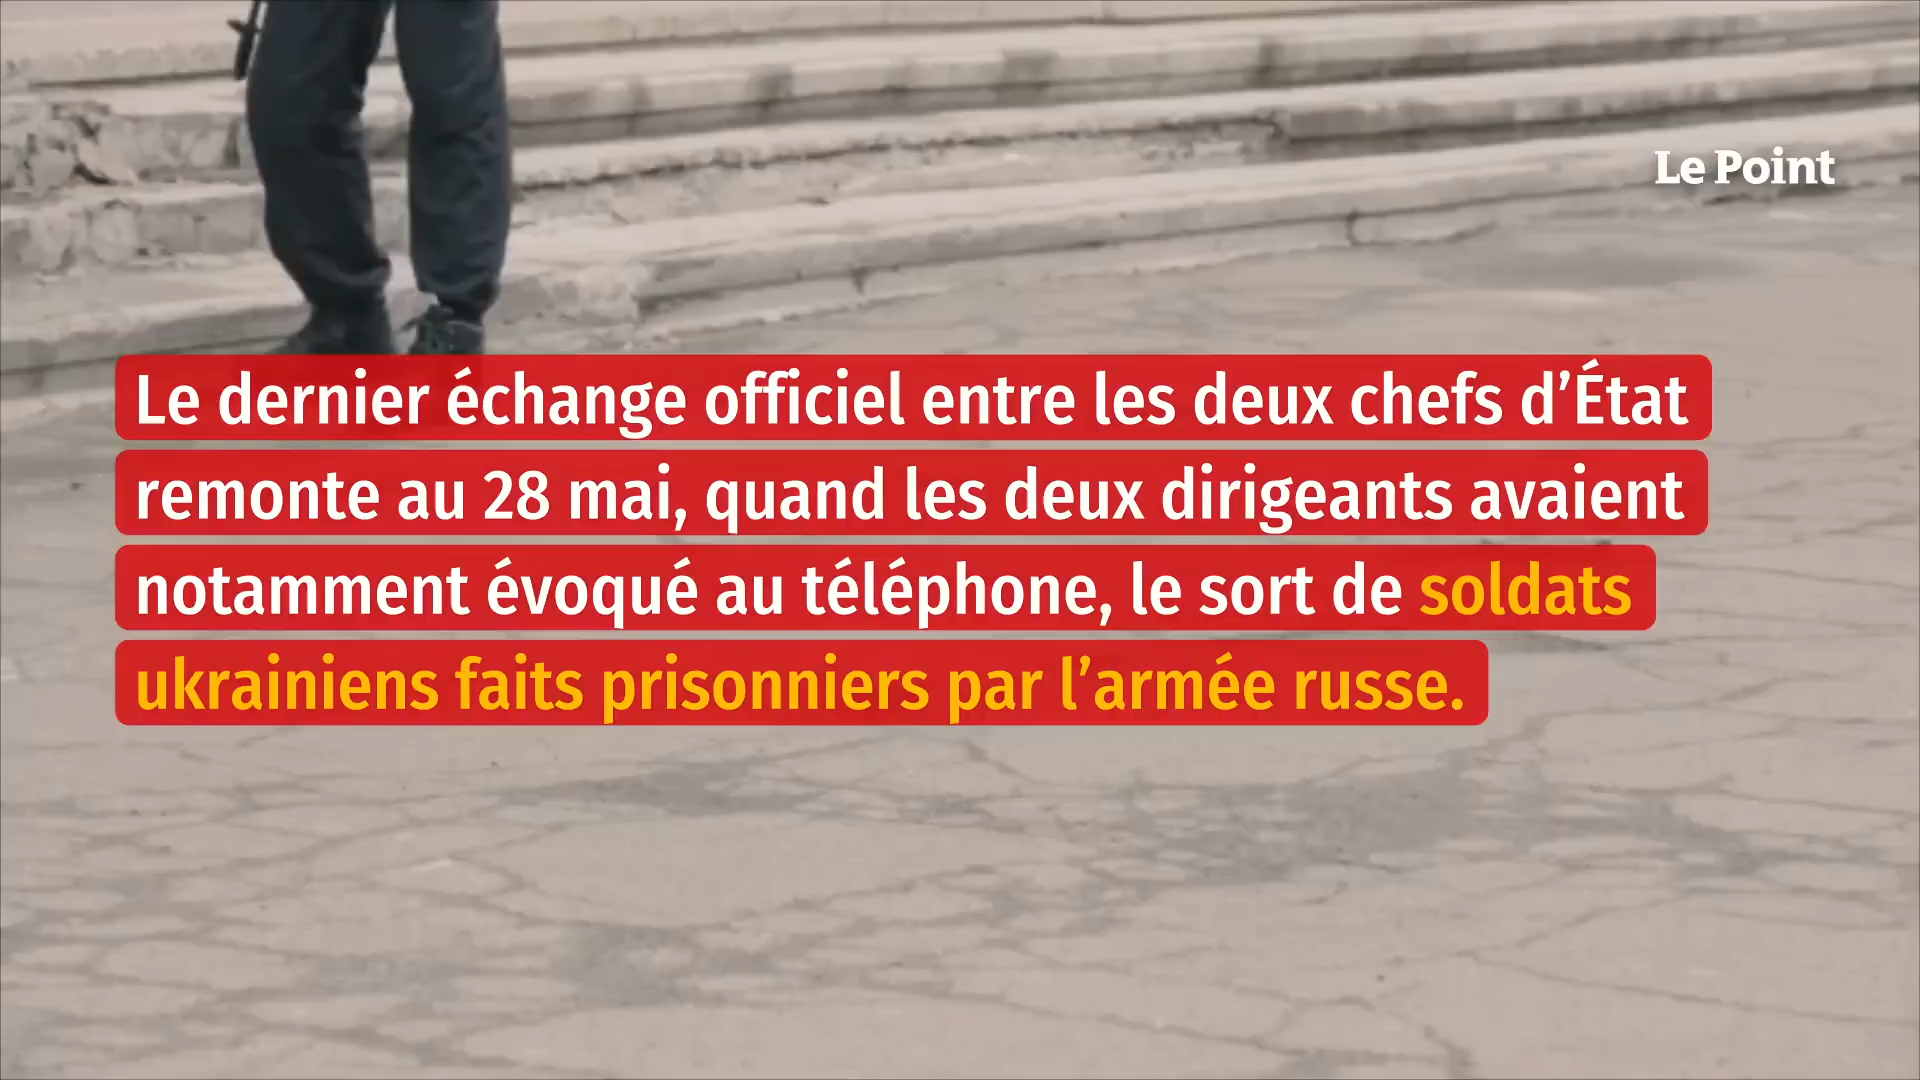 Le Point
Le dernier échange officiel entre les deux chefs d’État
remonte au 28 mai, quand les deux dirigeants avaient
notamment évoqué au téléphone, le sort de soldats
ukrainiens faits prisonniers par l’armée russe.